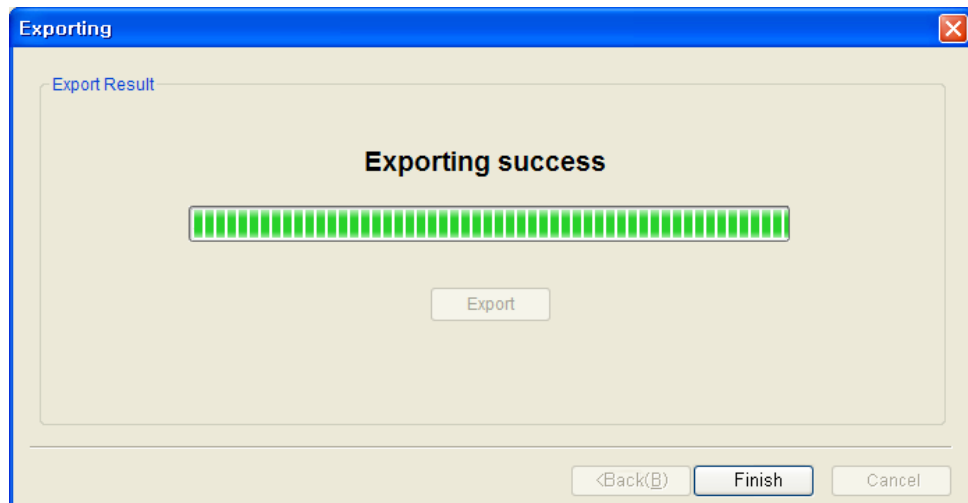 Exporting
Export Result
Exporting success
Export
<Back(B) Finish Cancel